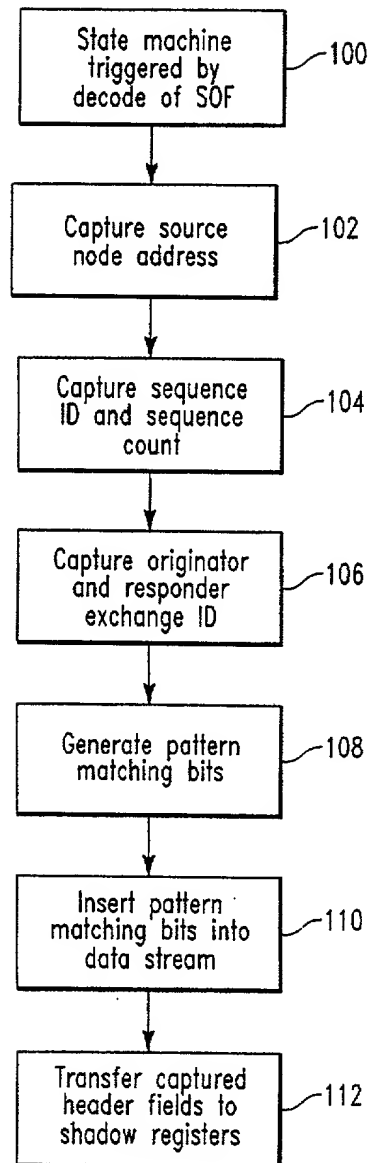 State machine
triggered by
decode of SOF
100
Capture source
node address
102
Capture sequence
ID and sequence
count
104
Capture originator
and responder
exchange ID
106
Generate pattern
matching bits
108
Insert pattern
matching bits into
data stream
110
Transfer captured
header fields to
shadow registers
112